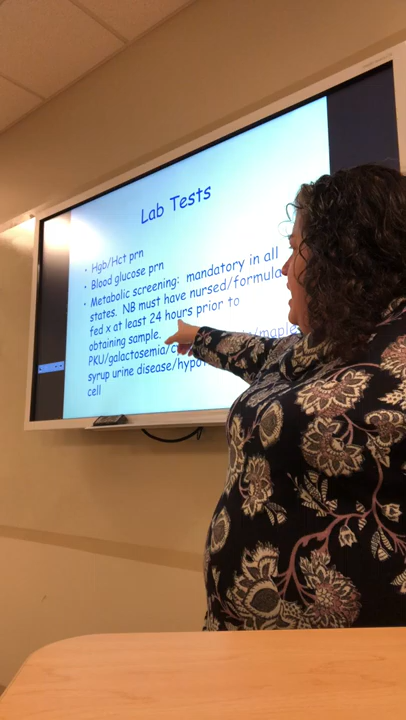 Lab Tests
• Hgb/Hct prn
• Blood glucose prn
• Metabolic screening: mandatory in all
states. NB must have nursed/formula
fed x at least 24 hours prior to
obtaining sample.
PKU/galactosemia/ /maple
syrup urine disease/
cell